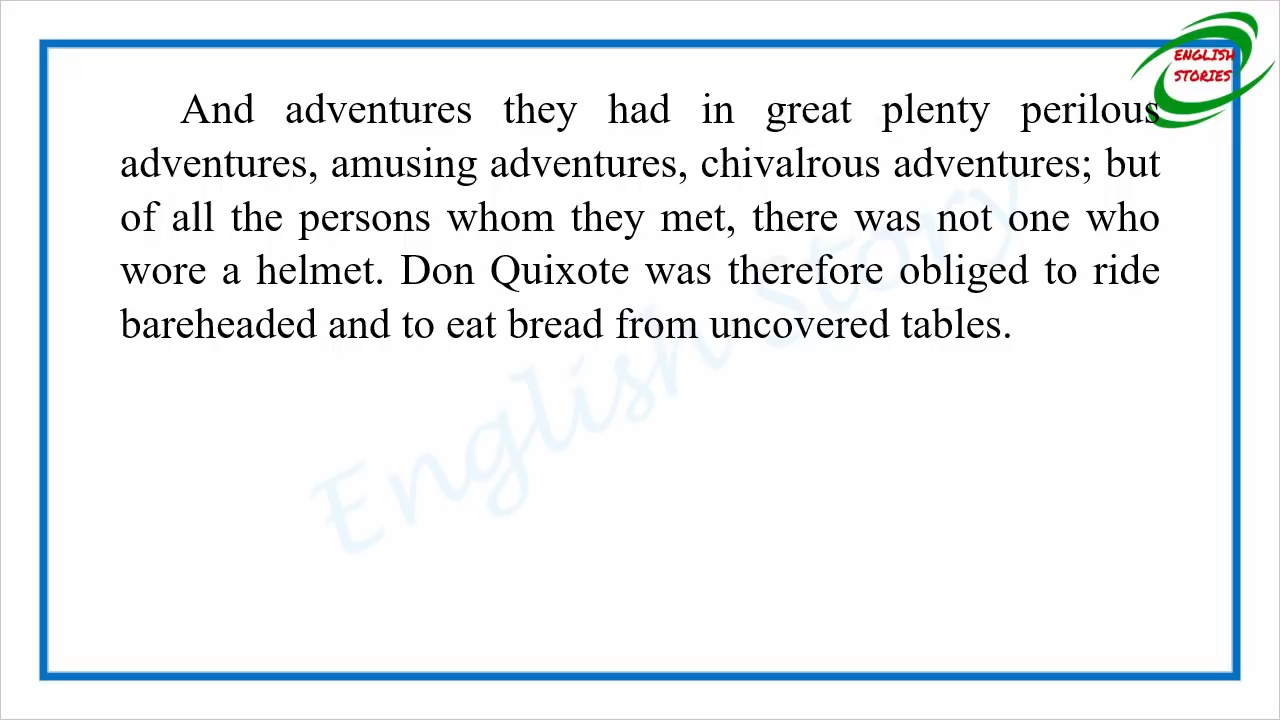 ENGLISH
STORIES
And adventures they had in great plenty perilous
adventures, amusing adventures, chivalrous adventures; but
of all the persons whom they met, there was not one who
wore a helmet. Don Quixote was therefore obliged to ride
bareheaded and to eat bread from uncovered tables.
English Story